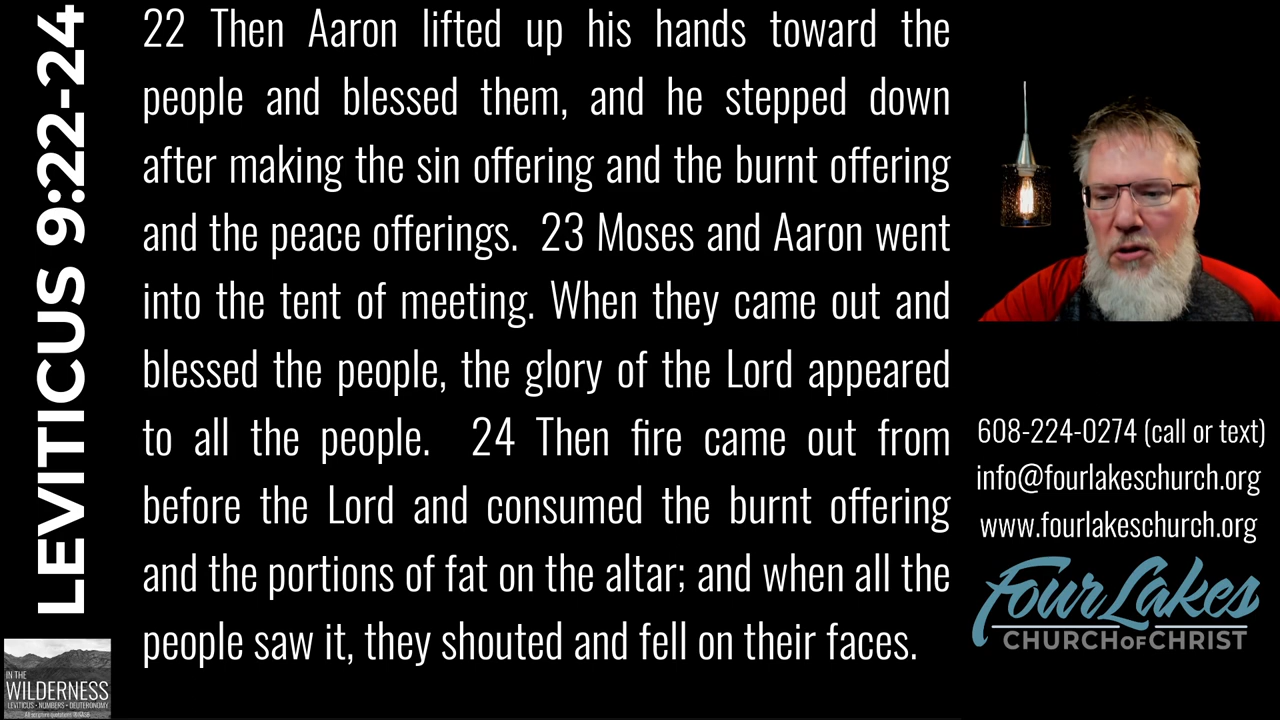 LEVITICUS 9:22-24
22 Then Aaron lifted up his hands toward the
people and blessed them, and he stepped down
after making the sin offering and the burnt offering
and the peace offerings. 23 Moses and Aaron went
into the tent of meeting. When they came out and
blessed the people, the glory of the Lord appeared
to all the people. 24 Then fire came out from
before the Lord and consumed the burnt offering
and the portions of fat on the altar; and when all the
people saw it, they shouted and fell on their faces.
608-224-0274 (call or text)
info@fourlakeschurch.org
www.fourlakeschurch.org
Four Lakes
CHURCH OF CHRIST
IN THE
WILDERNESS
LEVITICUS • NUMBERS • DEUTERONOMY
All scripture quotations